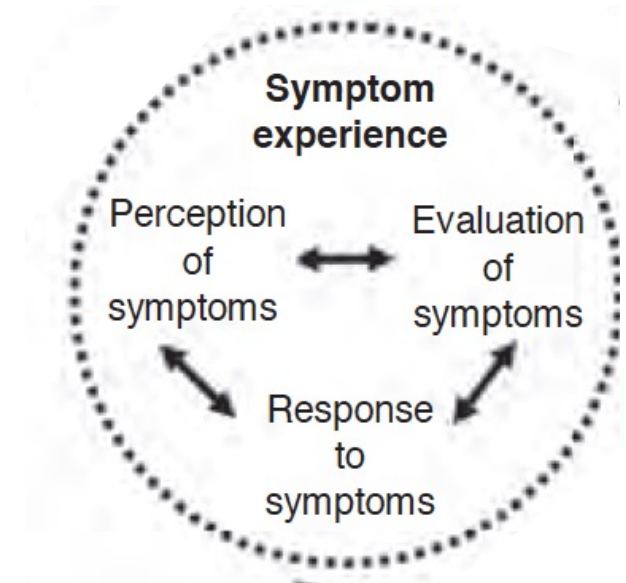 Symptom
experience
Perception
of
symptoms
Evaluation
of
symptoms
Response
to
symptoms